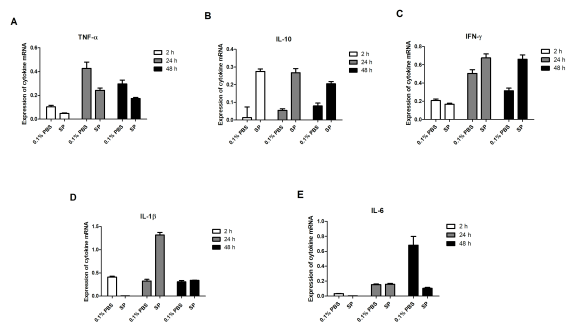 A
TNF-α
Expression of cytokine mRNA
0.6
0.4
0.2
0.0
2 h
24 h
48 h
0.1% PBS SP 0.1% PBS SP 0.1% PBS SP
B
IL-10
Expression of cytokine mRNA
0.4
0.3
0.2
0.1
0.0
2 h
24 h
48 h
0.1% PBS SP 0.1% PBS SP 0.1% PBS SP
C
IFN-γ
Expression of cytokine mRNA
0.8
0.6
0.4
0.2
0.0
2 h
24 h
48 h
0.1% PBS SP 0.1% PBS SP 0.1% PBS SP
D
IL-1β
Expression of cytokine mRNA
1.5
1.0
0.5
0.0
2 h
24 h
48 h
0.1% PBS SP 0.1% PBS SP 0.1% PBS SP
E
IL-6
Expression of cytokine mRNA
1.0
0.8
0.6
0.4
0.2
0.0
2 h
24 h
48 h
0.1% PBS SP 0.1% PBS SP 0.1% PBS SP